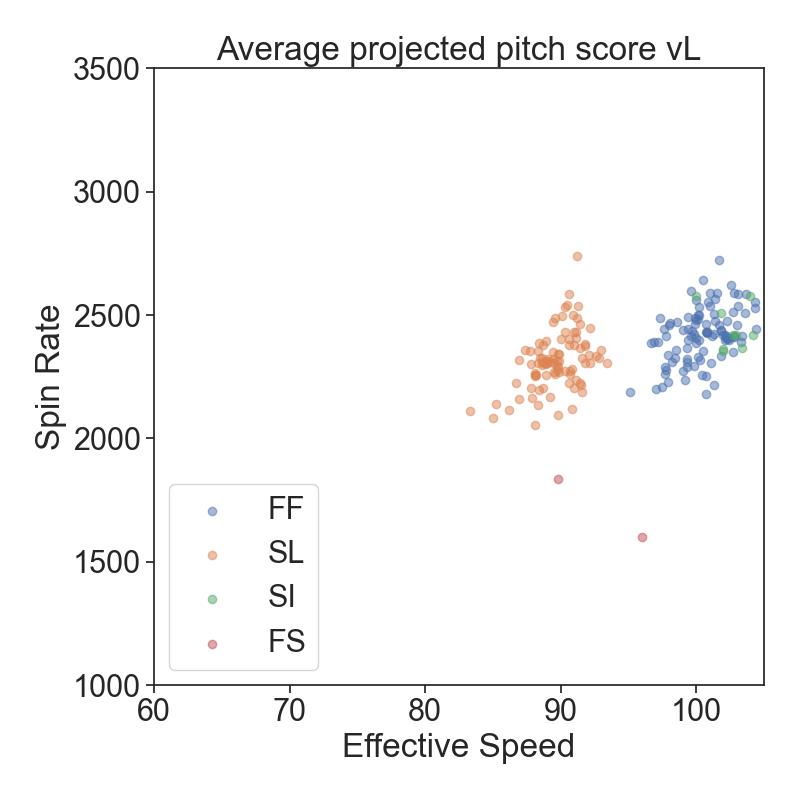 Average projected pitch score vL
3500
3000
2500
2000
1500
1000
Spin Rate
FF
SL
SI
FS
60
70
80
90
100
Effective Speed